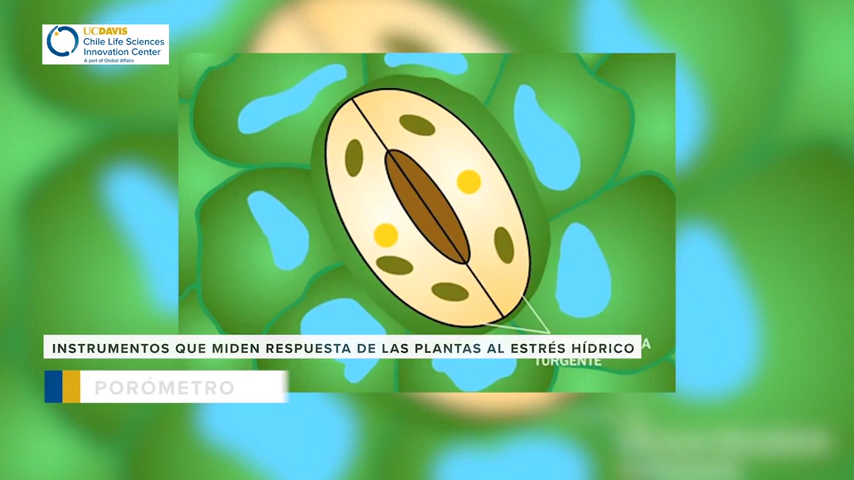 UCDAVIS
Chile Life Sciences
Innovation Center
A part of Global Affairs
INSTRUMENTOS QUE MIDEN RESPUESTA DE LAS PLANTAS AL ESTRÉS HÍDRICO
A
TURGENTE
PORÓMETRO